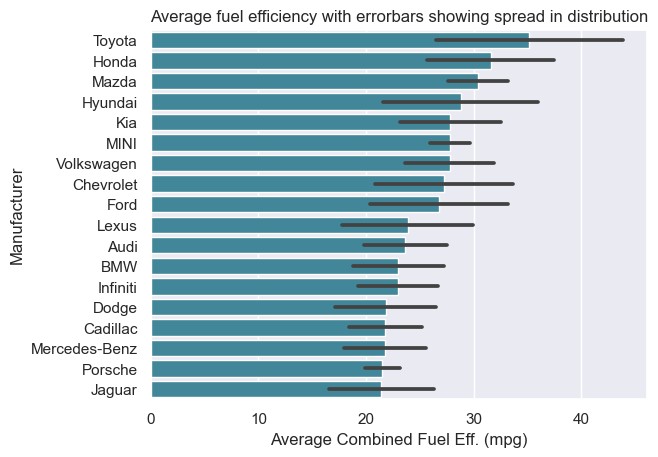 Average fuel efficiency with errorbars showing spread in distribution
Manufacturer
Toyota
Honda
Mazda
Hyundai
Kia
MINI
Volkswagen
Chevrolet
Ford
Lexus
Audi
BMW
Infiniti
Dodge
Cadillac
Mercedes-Benz
Porsche
Jaguar
0 10 20 30 40
Average Combined Fuel Eff. (mpg)